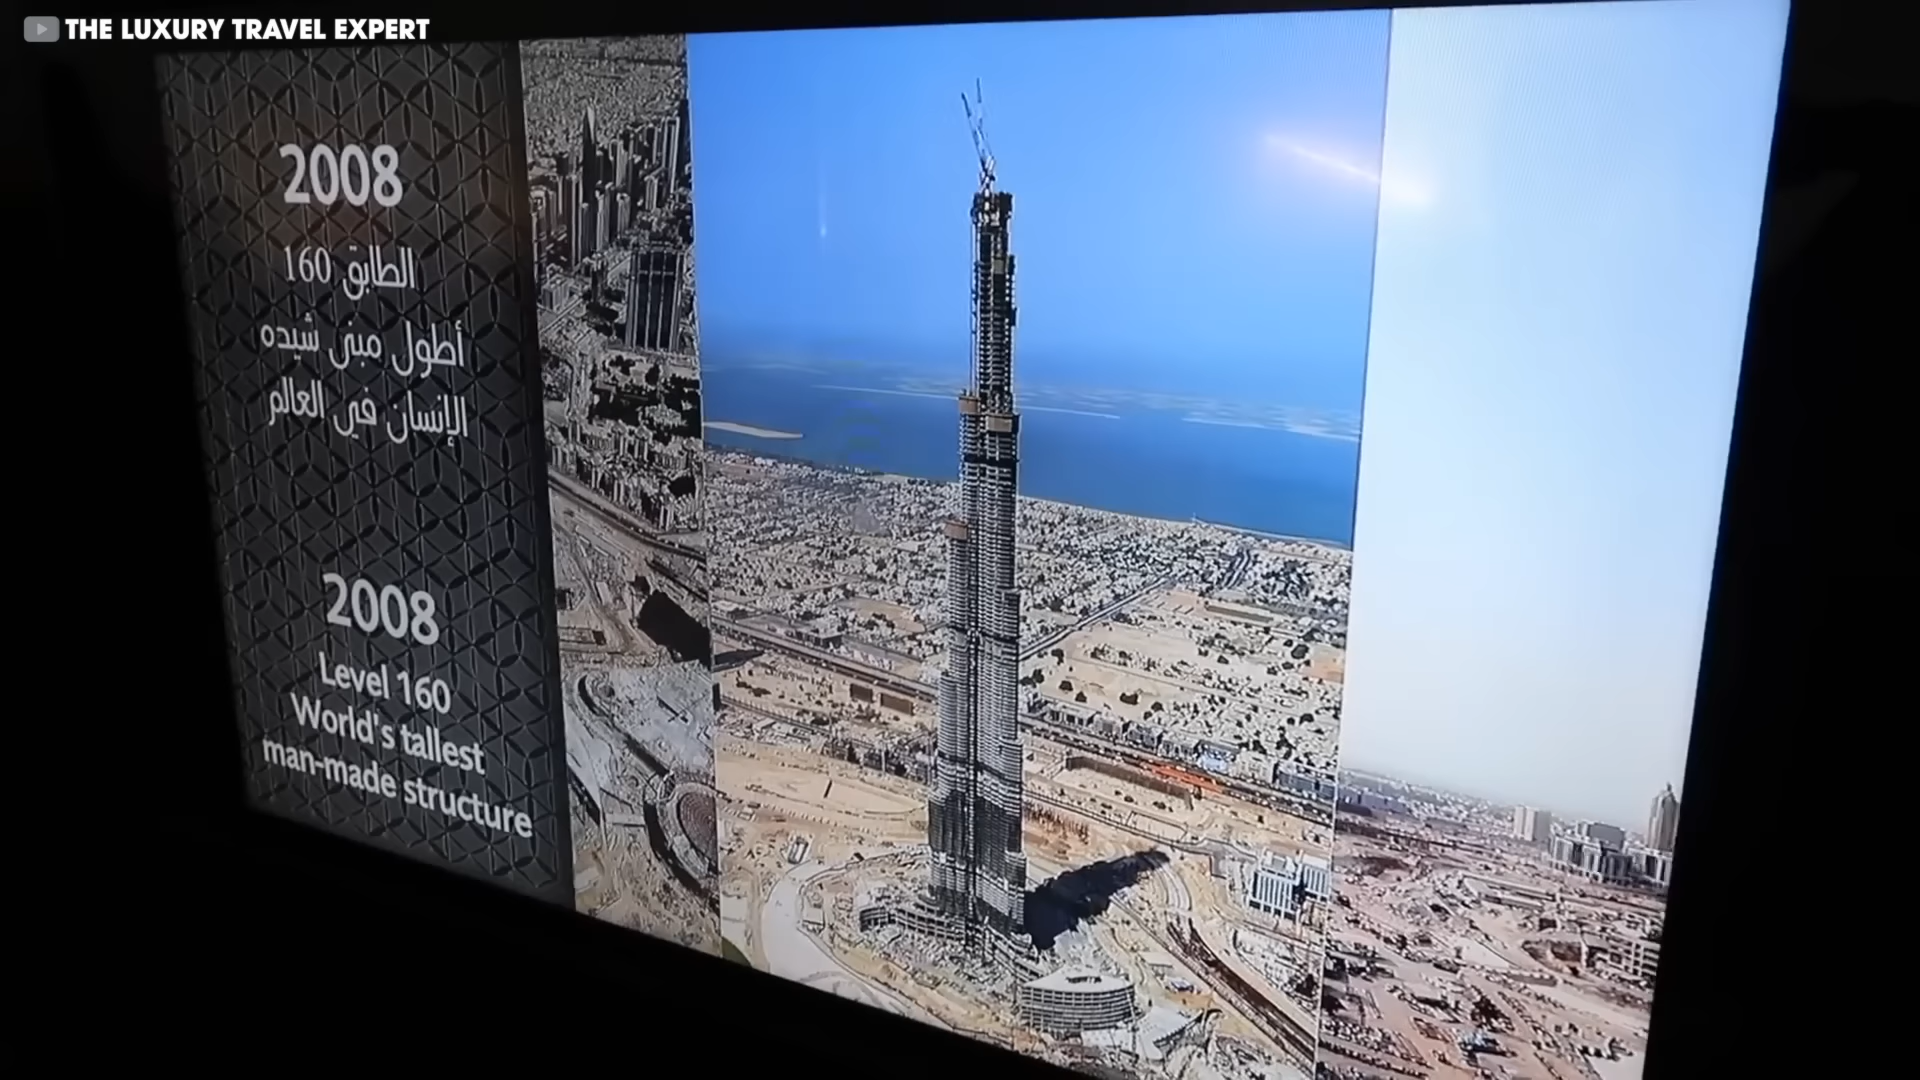 THE LUXURY TRAVEL EXPERT
2008
الطابق 160
أطول مبنى شيده
الإنسان في العالم
2008
Level 160
World's tallest
man-made structure